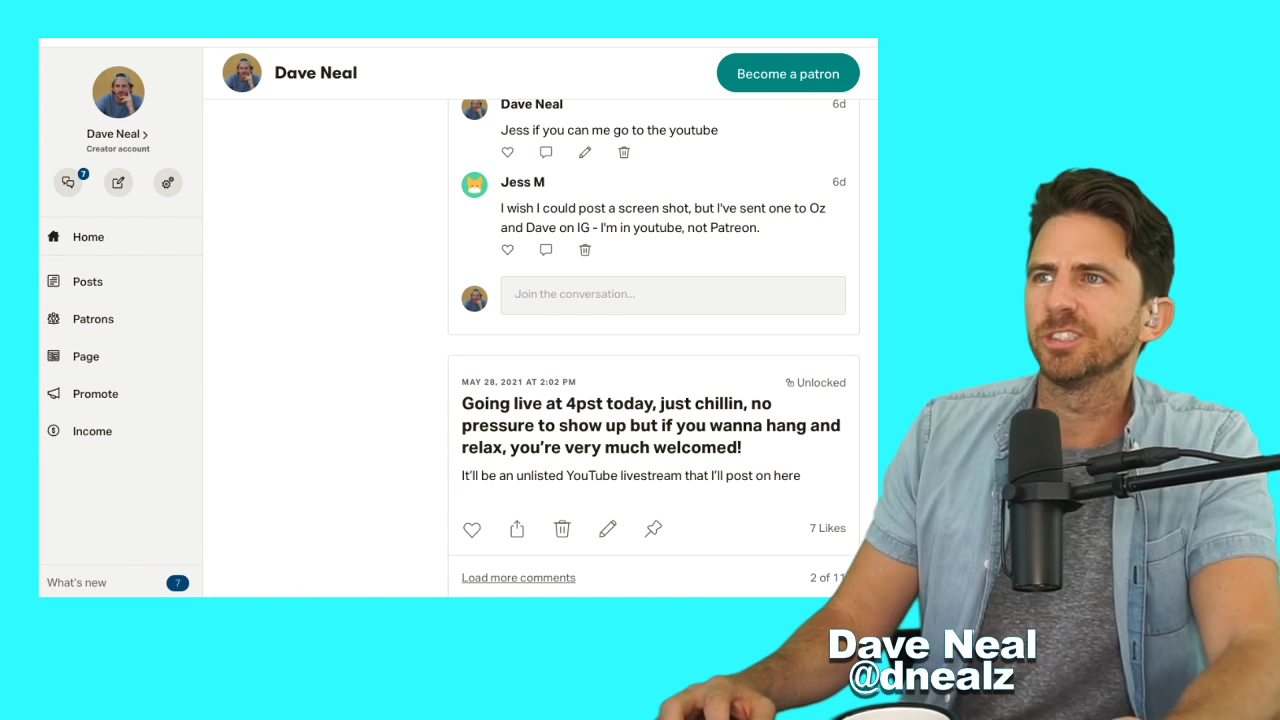 Dave Neal
Creator account
7
Home
Posts
Patrons
Page
Promote
Income
What's new
7
Dave Neal
Become a patron
Dave Neal
6d
Jess if you can me go to the youtube
Jess M
6d
I wish I could post a screen shot, but I've sent one to Oz
and Dave on IG - I'm in youtube, not Patreon.
Join the conversation...
MAY 28, 2021 AT 2:02 PM
Unlocked
Going live at 4pst today, just chillin, no
pressure to show up but if you wanna hang and
relax, you’re very much welcomed!
It’ll be an unlisted YouTube livestream that I’ll post on here
7 Likes
Load more comments
2 of 11
Dave Neal
@dnealz